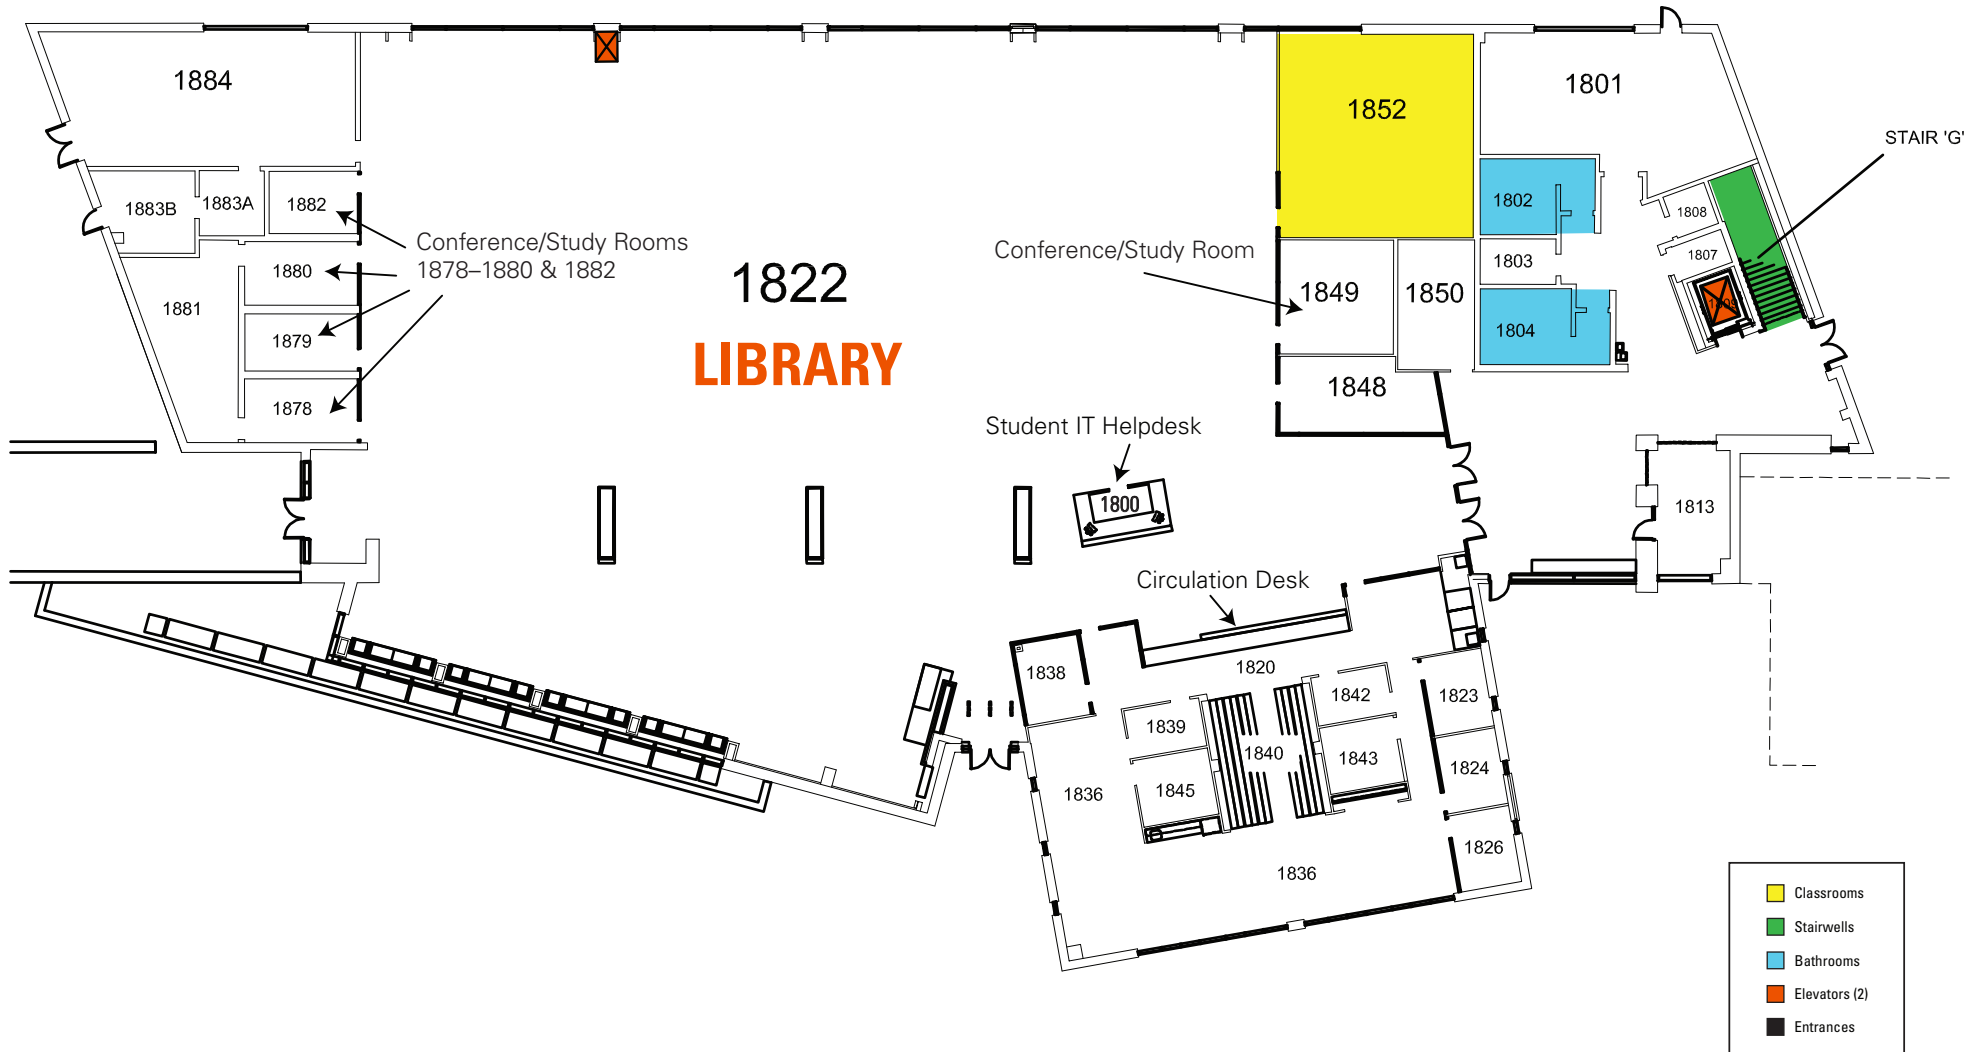 1884
1852
1801
STAIR 'G'
1883B
1883A
1882
1802
1808
Conference/Study Rooms
1878–1880 & 1882
Conference/Study Room
1803
1807
1880
1822
1849
1850
1881
1804
1879
LIBRARY
1848
1878
Student IT Helpdesk
1800
1813
Circulation Desk
1838
1820
1842
1823
1839
1840
1843
1824
1836
1845
1826
1836
Classrooms
Stairwells
Bathrooms
Elevators (2)
Entrances